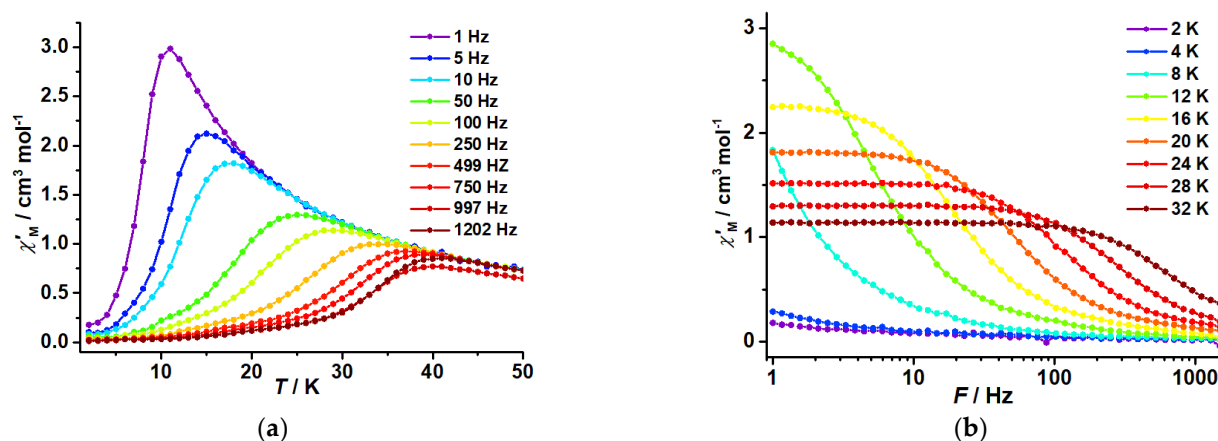 χ′M / cm³ mol⁻¹
3.0
2.5
2.0
1.5
1.0
0.5
0.0
10
20
30
40
50
T / K
1 Hz
5 Hz
10 Hz
50 Hz
100 Hz
250 Hz
499 HZ
750 Hz
997 Hz
1202 Hz
(a)
χ′M / cm³ mol⁻¹
3
2
1
0
1
10
100
1000
F / Hz
2 K
4 K
8 K
12 K
16 K
20 K
24 K
28 K
32 K
(b)